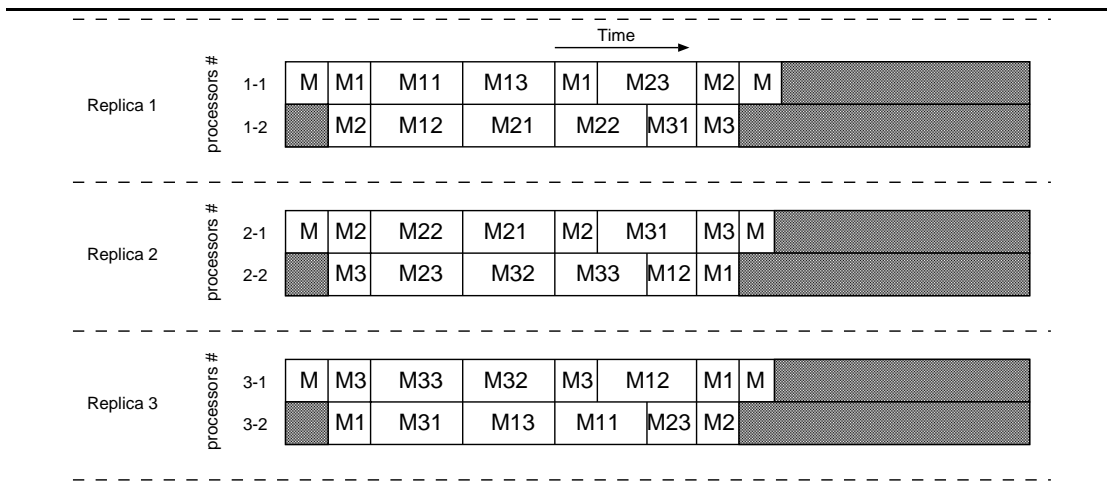 Time
Replica 1
processors #
1-1 M M1 M11 M13 M1 M23 M2 M
1-2 M2 M12 M21 M22 M31 M3
Replica 2
processors #
2-1 M M2 M22 M21 M2 M31 M3 M
2-2 M3 M23 M32 M33 M12 M1
Replica 3
processors #
3-1 M M3 M33 M32 M3 M12 M1 M
3-2 M1 M31 M13 M11 M23 M2